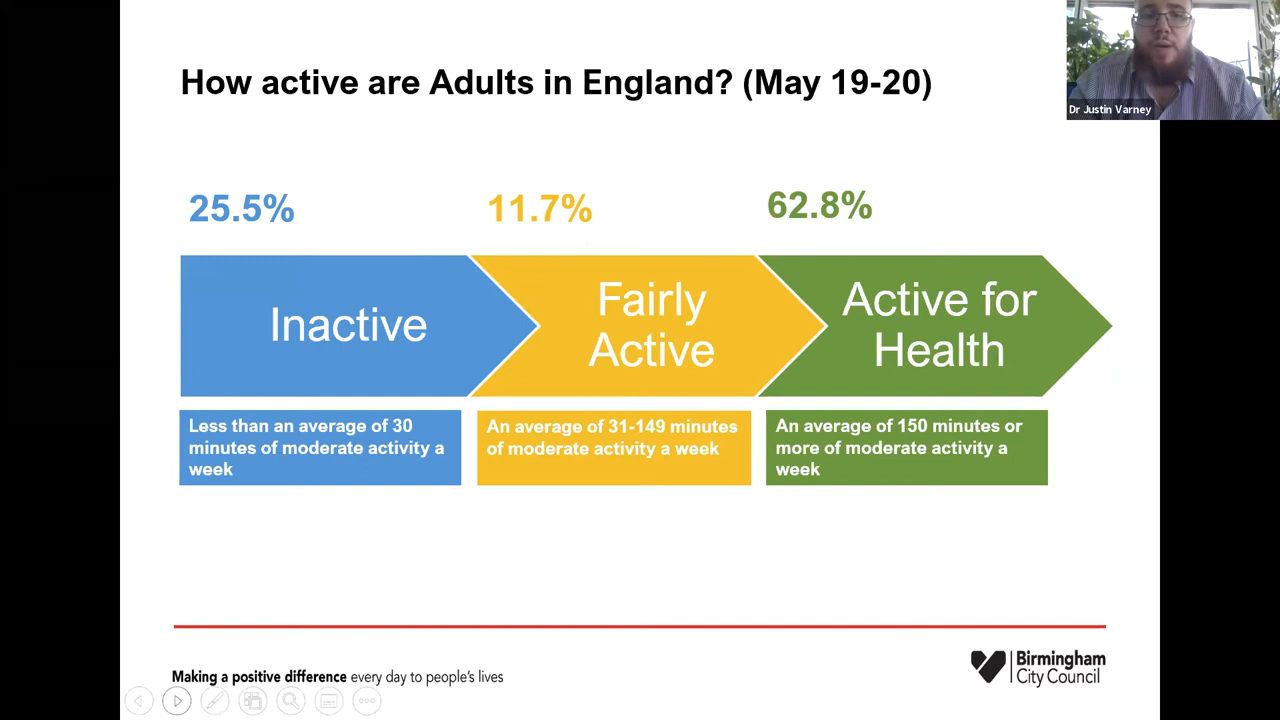 How active are Adults in England? (May 19-20)
Dr Justin Varney
25.5%
11.7%
62.8%
Inactive
Fairly
Active
Active for
Health
Less than an average of 30
minutes of moderate activity a
week
An average of 31-149 minutes
of moderate activity a week
An average of 150 minutes or
more of moderate activity a
week
Making a positive difference every day to people's lives
Birmingham
City Council